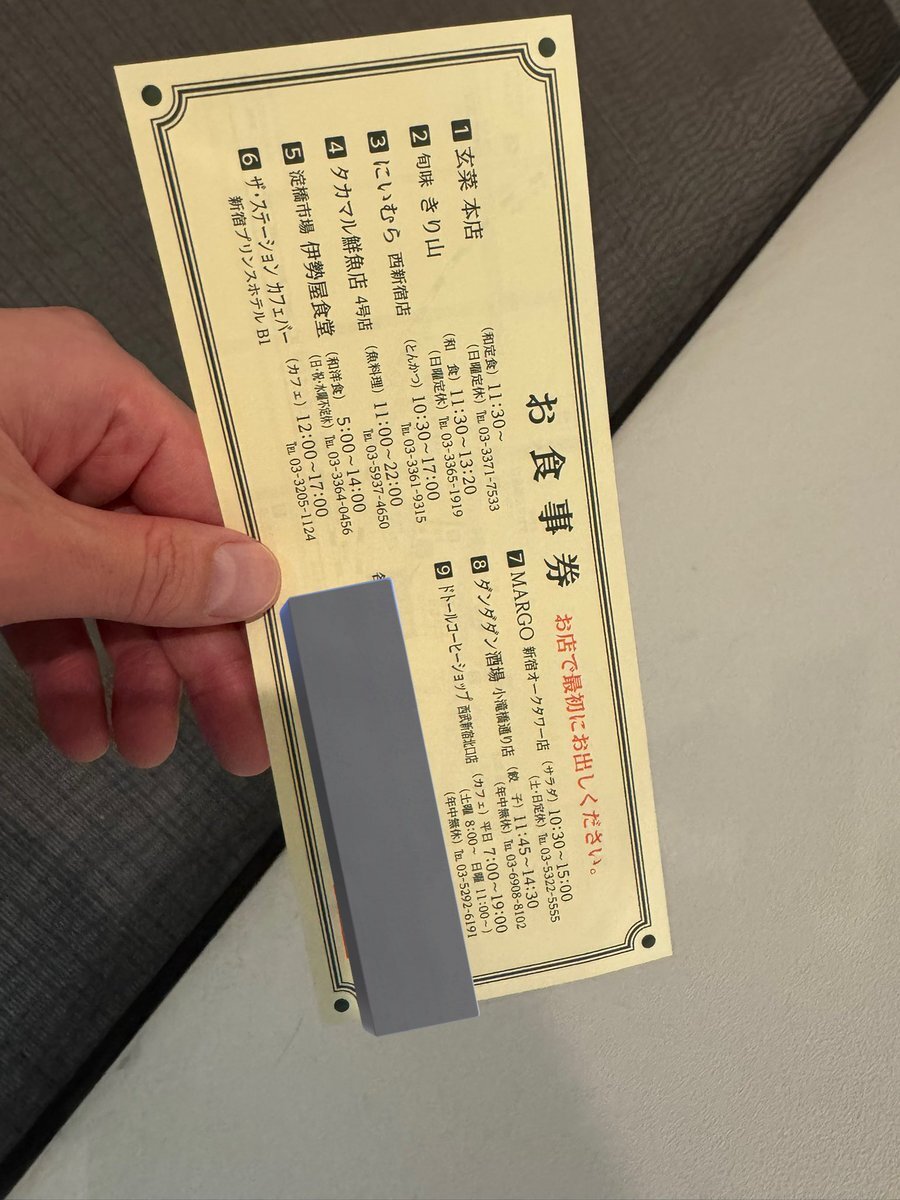 お食事券 お店で最初にお出しください。
1 玄菜 本店 (和定食) 11:30～
(日曜定休) ℡ 03-3371-7533
2 旬味 きり山 (和 食) 11:30～13:20
(日曜定休) ℡ 03-3365-1919
3 にいむら 西新宿店 (とんかつ) 10:30～17:00
℡ 03-3361-9315
4 タカマル鮮魚店 4号店 (魚料理) 11:00～22:00
℡ 03-5937-4650
5 淀橋市場 伊勢屋食堂 (和洋食) 5:00～14:00
(日・祝・水曜不定休) ℡ 03-3364-0456
6 ザ・ステーション カフェバー (カフェ) 12:00～17:00
新宿プリンスホテル B1 ℡ 03-3205-1124
7 MARGO 新宿オークタワー店 (サラダ) 10:30～15:00
(土・日定休) ℡ 03-5322-5555
8 ダンダダン酒場 小滝橋通り店 (餃 子) 11:45～14:30
(年中無休) ℡ 03-6908-8102
9 ドトールコーヒーショップ 西武新宿北口店 (カフェ) 平日 7:00～19:00
(土曜 8:00～ 日曜 11:00～)
(年中無休) ℡ 03-5292-6191